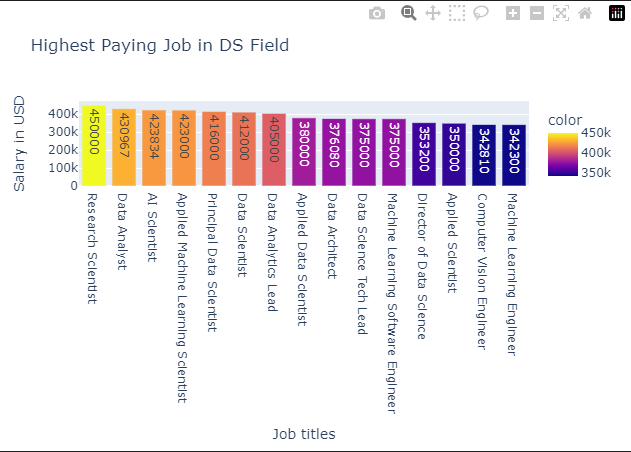 Highest Paying Job in DS Field
Salary in USD
400k
300k
200k
100k
0
450000
430967
423834
423000
416000
412000
405000
380000
376080
375000
375000
353200
350000
342810
342300
Research Scientist
Data Analyst
AI Scientist
Applied Machine Learning Scientist
Principal Data Scientist
Data Scientist
Data Analytics Lead
Applied Data Scientist
Data Architect
Data Science Tech Lead
Machine Learning Software Engineer
Director of Data Science
Applied Scientist
Computer Vision Engineer
Machine Learning Engineer
Job titles
color
450k
400k
350k